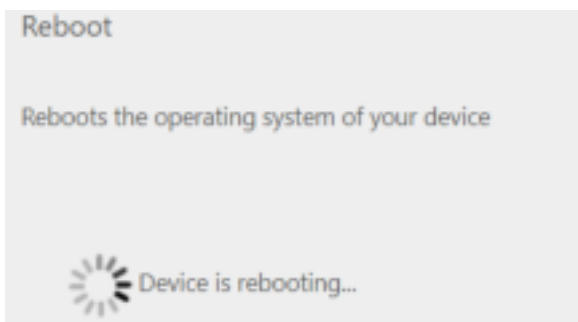 Reboot
Reboots the operating system of your device
Device is rebooting...